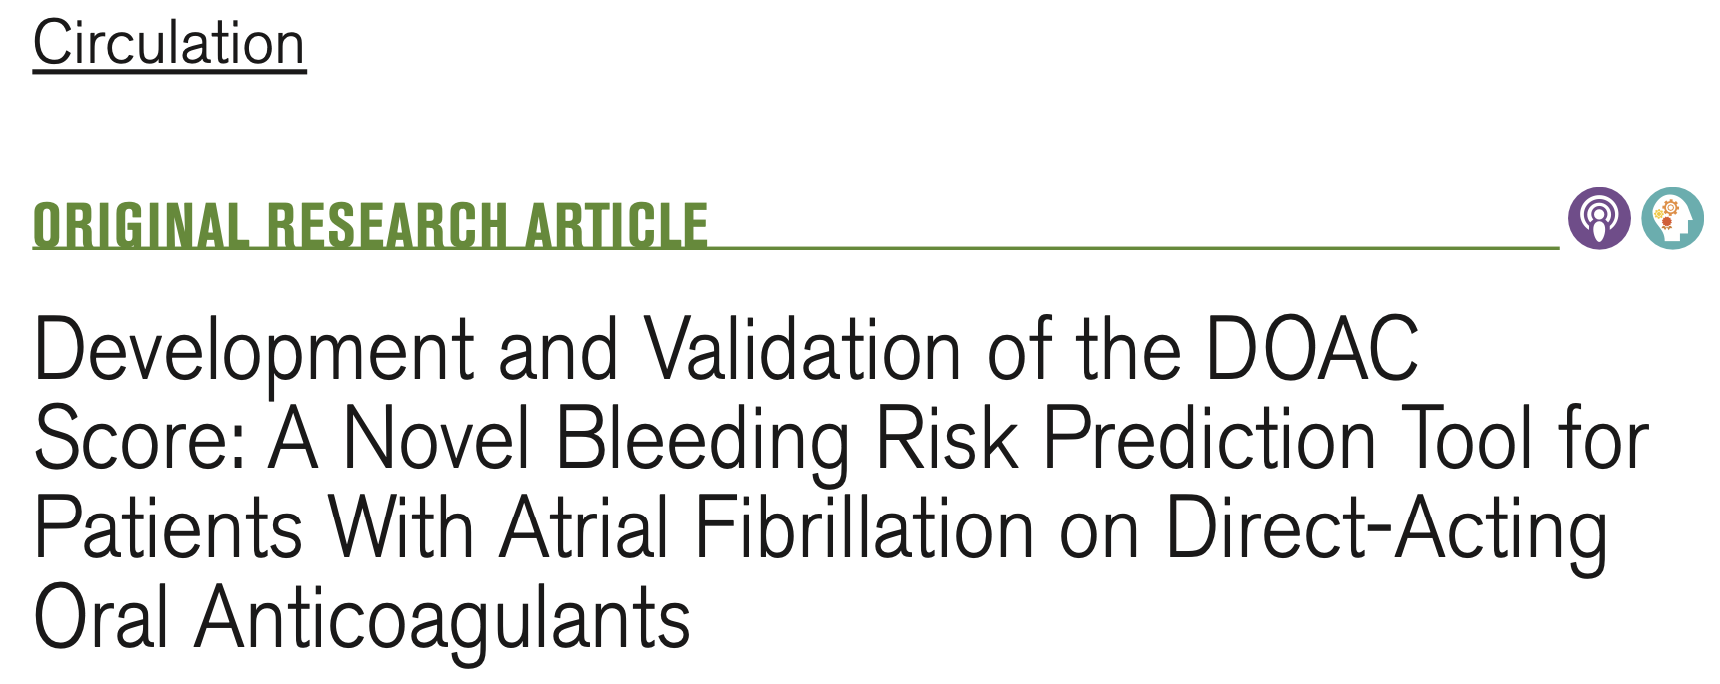 Circulation
ORIGINAL RESEARCH ARTICLE
Development and Validation of the DOAC
Score: A Novel Bleeding Risk Prediction Tool for
Patients With Atrial Fibrillation on Direct-Acting
Oral Anticoagulants